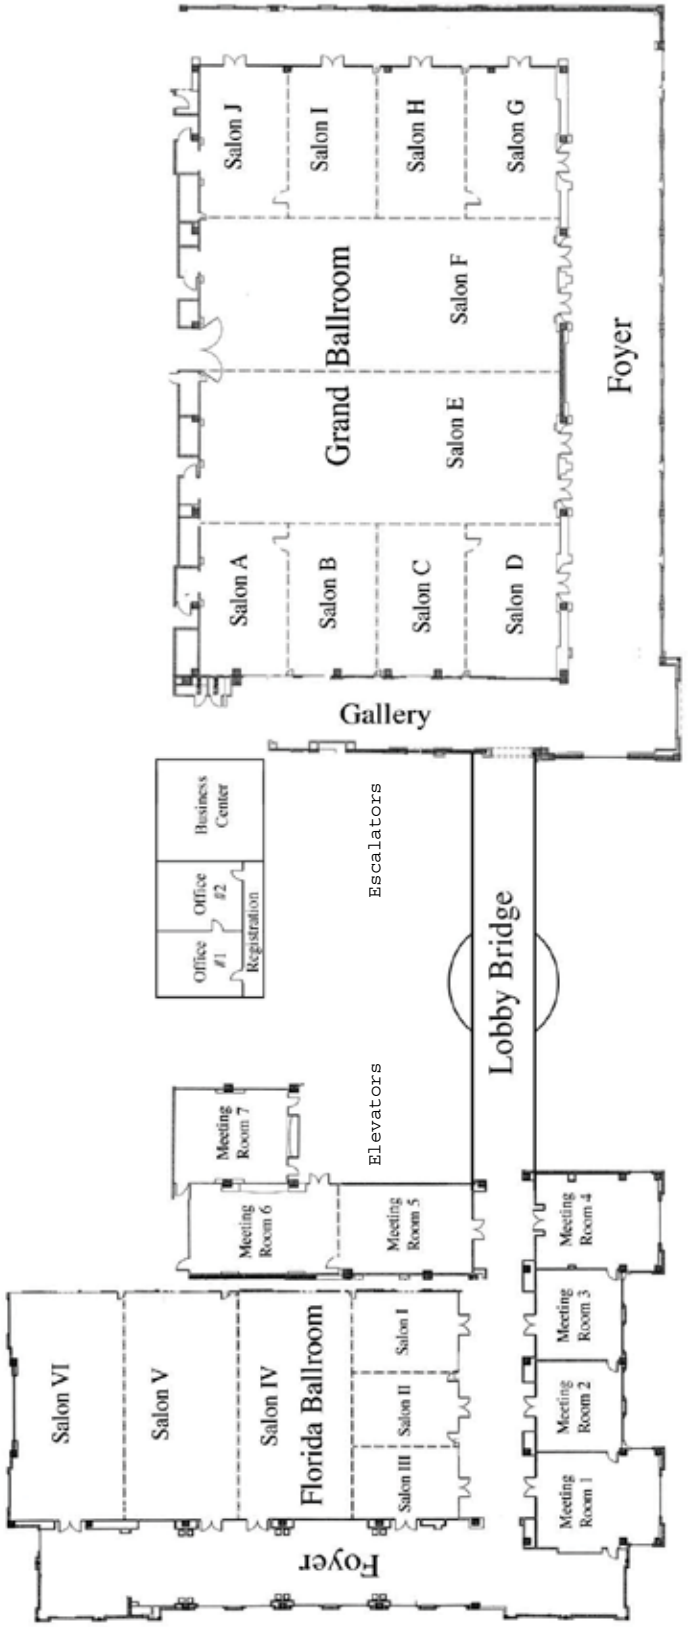 Salon J
Salon I
Salon H
Salon G
Grand Ballroom
Salon F
Salon E
Foyer
Salon A
Salon B
Salon C
Salon D
Gallery
Business
Center
Office
#2
Office
#1
Registration
Escalators
Lobby Bridge
Elevators
Meeting
Room 7
Meeting
Room 6
Meeting
Room 5
Meeting
Room 4
Meeting
Room 3
Meeting
Room 2
Meeting
Room 1
Salon VI
Salon V
Salon IV
Florida Ballroom
Salon I
Salon II
Salon III
Foyer